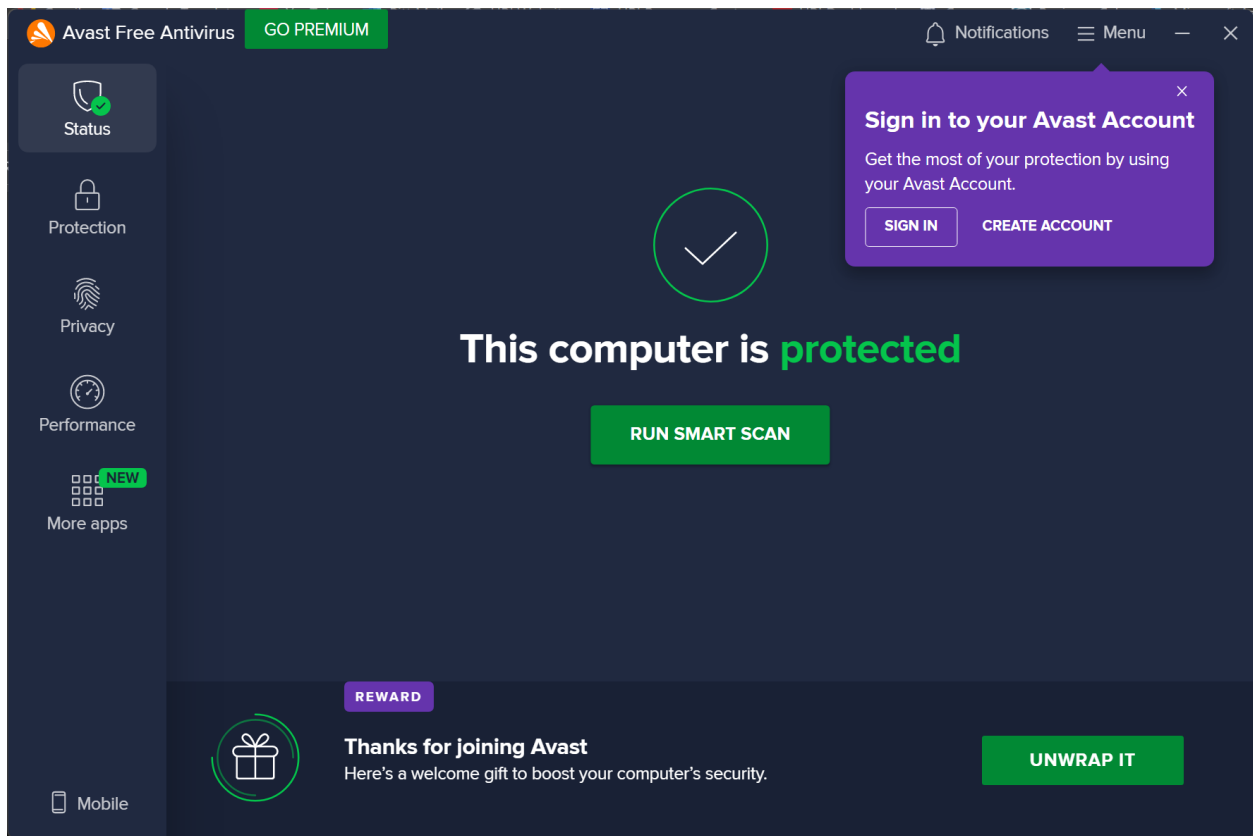 Avast Free Antivirus
GO PREMIUM
Notifications
Menu
Status
Protection
Privacy
Performance
NEW
More apps
Mobile
Sign in to your Avast Account
Get the most of your protection by using
your Avast Account.
SIGN IN
CREATE ACCOUNT
This computer is protected
RUN SMART SCAN
REWARD
Thanks for joining Avast
Here's a welcome gift to boost your computer's security.
UNWRAP IT